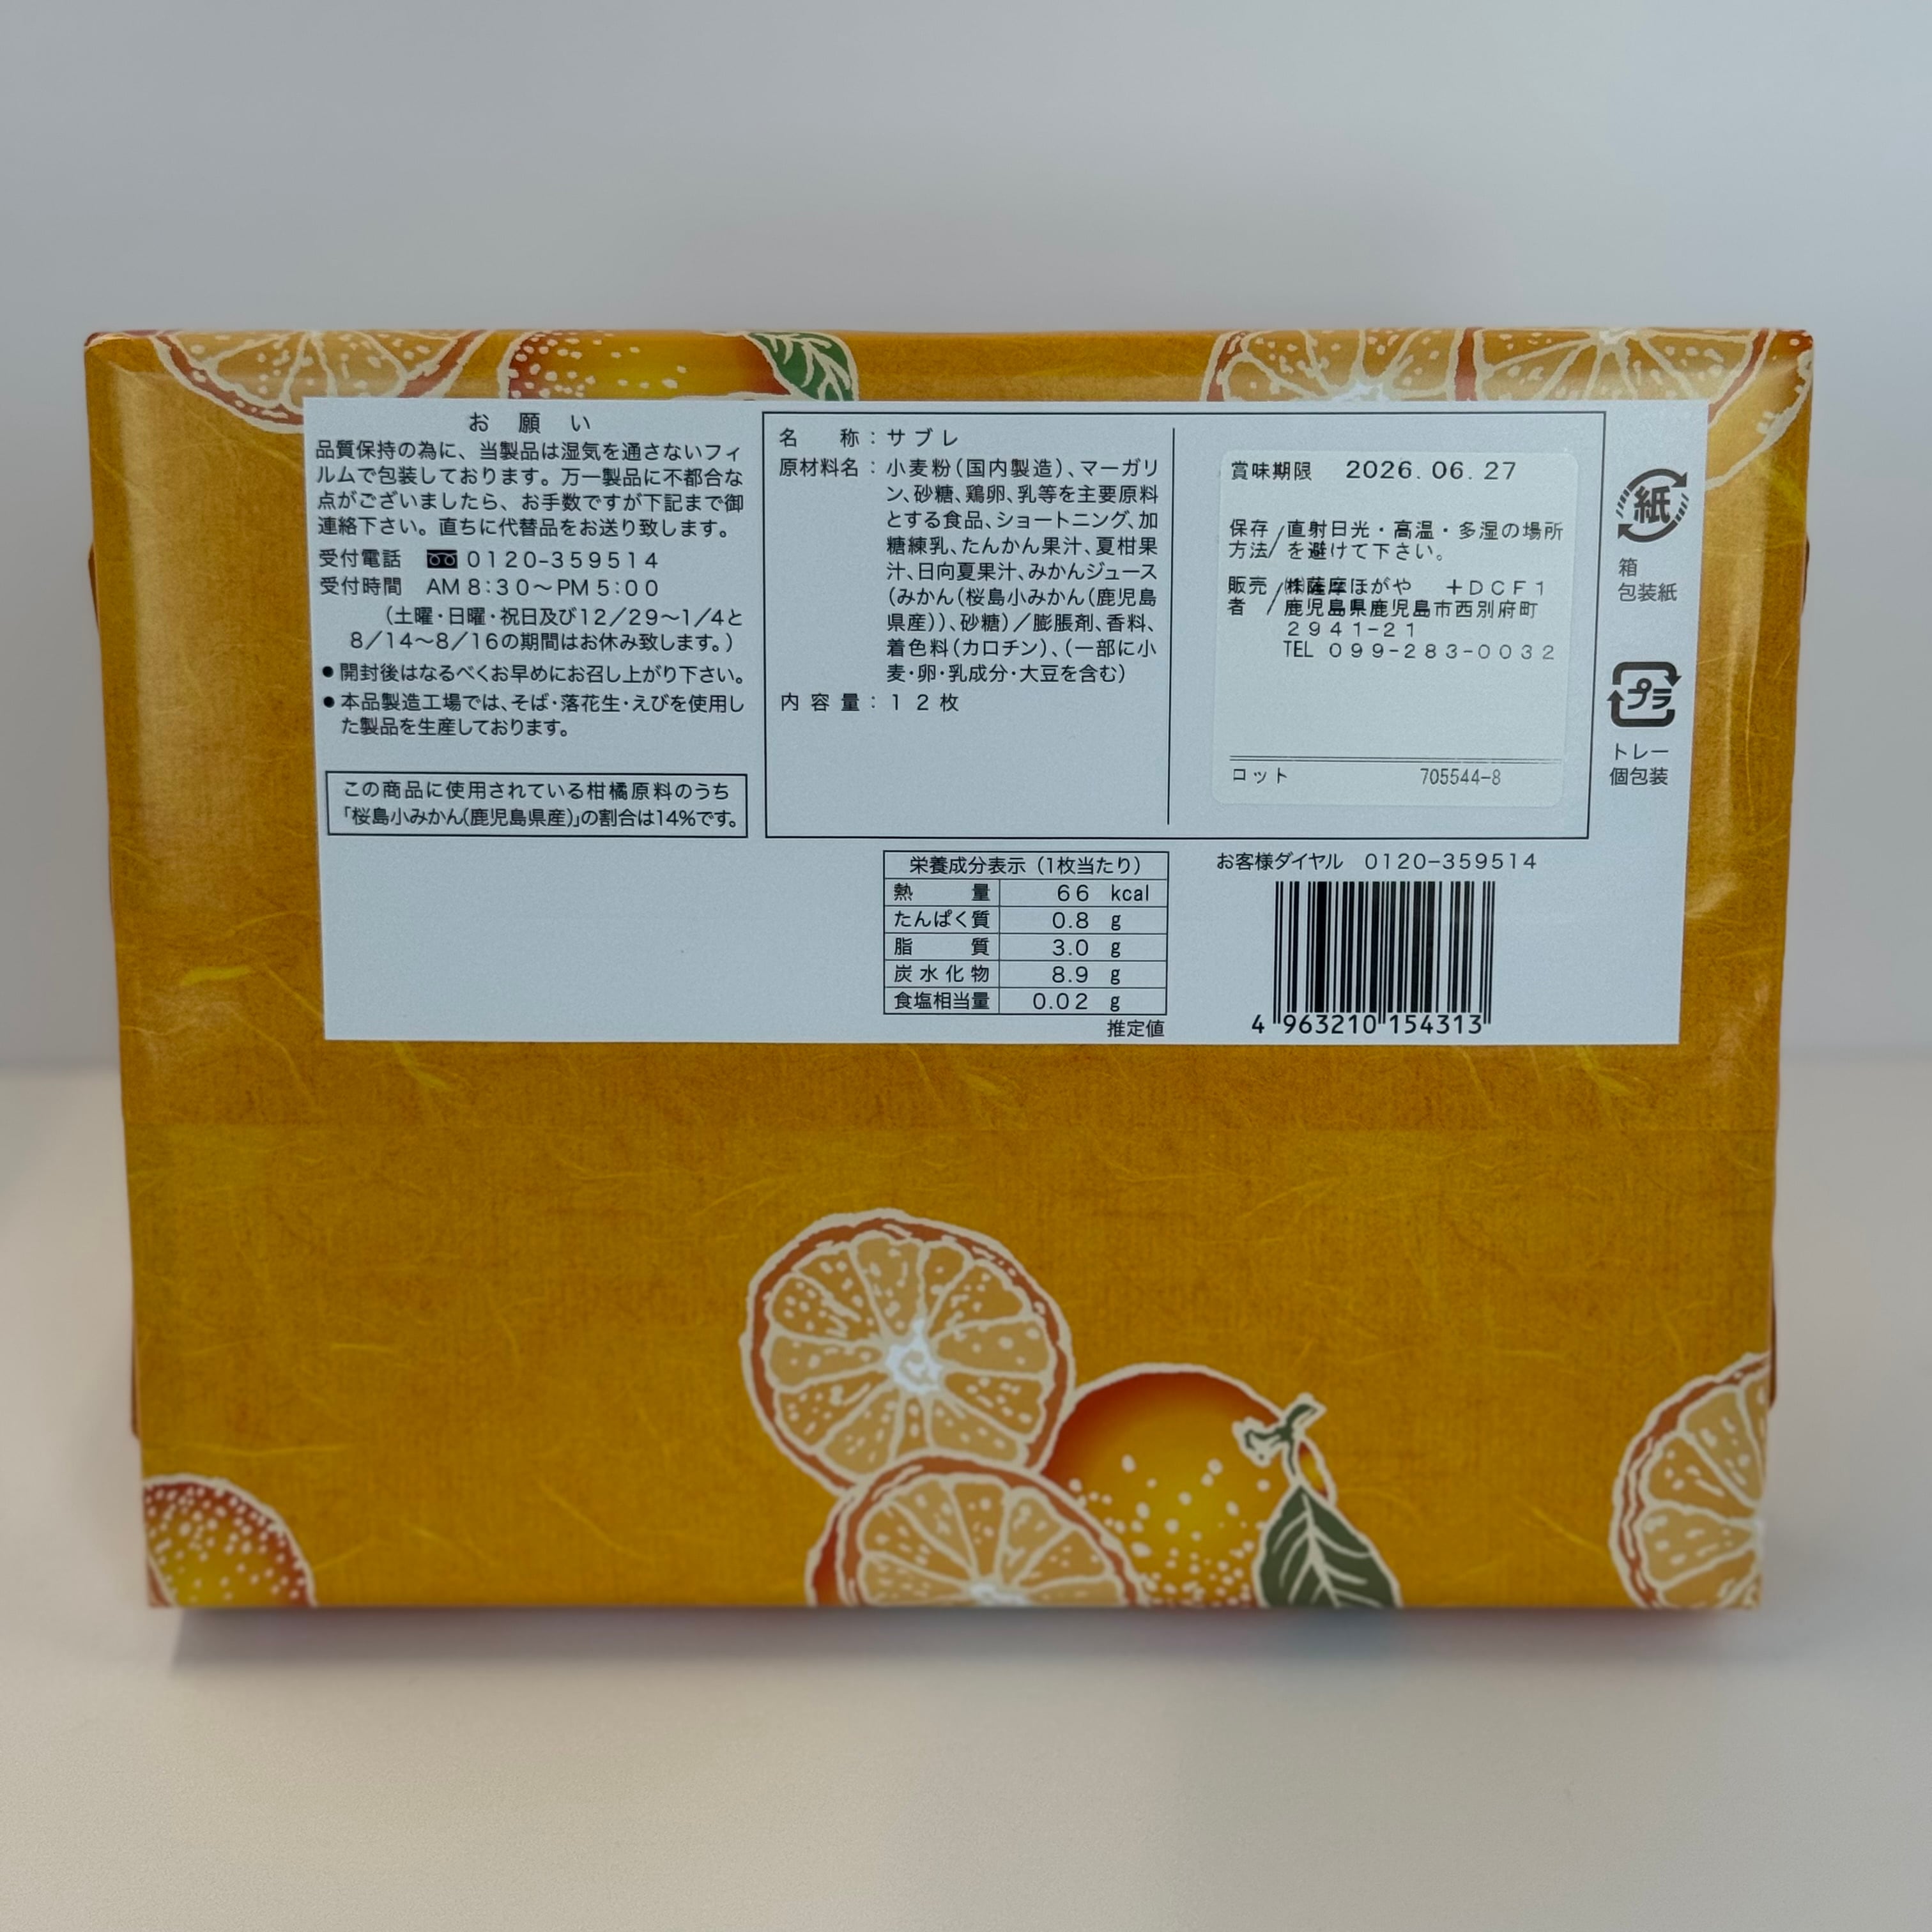 お 願 い
品質保持の為に、当製品は湿気を通さないフィ
ルムで包装しております。万一製品に不都合な
点がございましたら、お手数ですが下記まで御
連絡下さい。直ちに代替品をお送り致します。
受付電話 0120-359514
受付時間 AM8:30〜PM5:00
(土曜・日曜・祝日及び12/29〜1/4と
8/14〜8/16の期間はお休み致します。)
●開封後はなるべくお早めにお召し上がり下さい。
●本品製造工場では、そば・落花生・えびを使用し
た製品を生産しております。
この商品に使用されている柑橘原料のうち
「桜島小みかん(鹿児島県産)」の割合は14%です。
名 称:サブレ
原材料名:小麦粉(国内製造)、マーガリ
ン、砂糖、鶏卵、乳等を主要原料
とする食品、ショートニング、加
糖練乳、たんかん果汁、夏柑果
汁、日向夏果汁、みかんジュース
(みかん(桜島小みかん(鹿児島
県産))、砂糖)/膨脹剤、香料、
着色料(カロチン)、(一部に小
麦・卵・乳成分・大豆を含む)
内容量:12枚
賞味期限 2026.06.27
保存方法/直射日光・高温・多湿の場所
を避けて下さい。
販売者/㈱薩摩ほがや +DCF1
鹿児島県鹿児島市西別府町
2941-21
TEL 099-283-0032
ロット 705544-8
紙
箱
包装紙
プラ
トレー
個包装
栄養成分表示(1枚当たり)
熱量 66 kcal
たんぱく質 0.8 g
脂質 3.0 g
炭水化物 8.9 g
食塩相当量 0.02 g
推定値
お客様ダイヤル 0120-359514
4 963210 154313